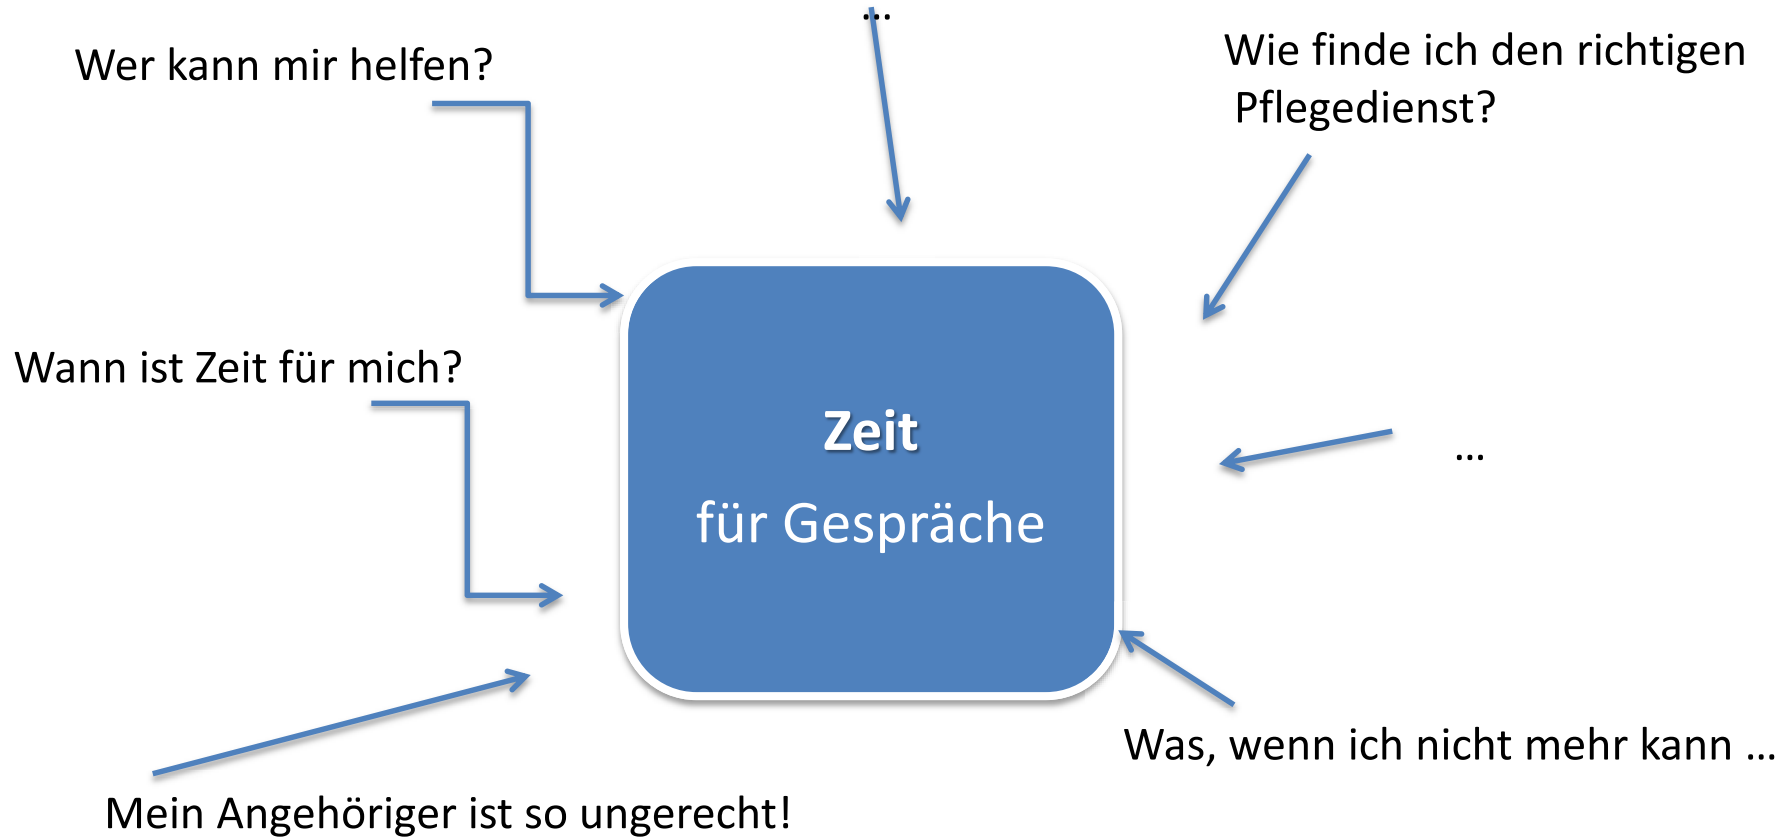 …
Wer kann mir helfen?
Wie finde ich den richtigen
Pflegedienst?
Wann ist Zeit für mich?
Zeit
für Gespräche
…
Was, wenn ich nicht mehr kann …
Mein Angehöriger ist so ungerecht!